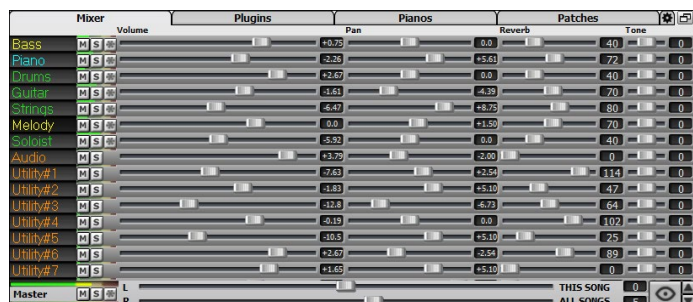 Mixer Plugins Pianos Patches
Volume Pan Reverb Tone
Bass M S +0.75 0.0 40 0
Piano M S -2.26 +5.61 72 0
Drums M S +2.67 0.0 40 0
Guitar M S -1.61 -4.39 70 0
Strings M S -6.47 +8.75 80 0
Melody M S 0.0 +1.50 70 0
Soloist M S -5.92 0.0 40 0
Audio M S +3.79 -2.00 0 0
Utility#1 M S -7.63 +2.54 114 0
Utility#2 M S -1.83 +5.10 47 0
Utility#3 M S -12.8 -6.73 64 0
Utility#4 M S -0.19 0.0 102 0
Utility#5 M S -10.5 +5.10 25 0
Utility#6 M S +2.67 -2.54 89 0
Utility#7 M S +1.65 +5.10 0 0
Master M S L THIS SONG 0
R ALL SONGS 5